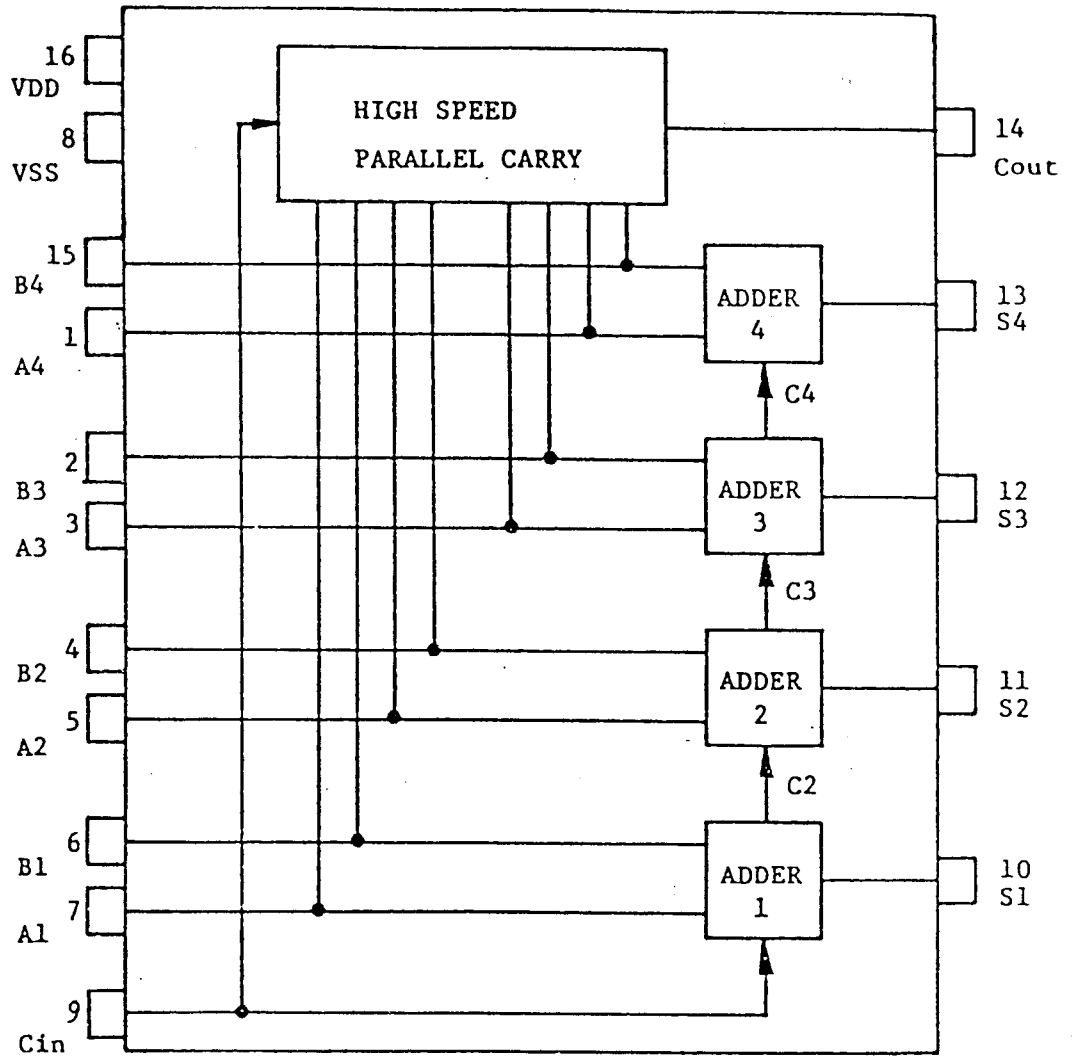 16
VDD
8
VSS
15
B4
1
A4
2
B3
3
A3
4
B2
5
A2
6
B1
7
A1
9
Cin
HIGH SPEED
PARALLEL CARRY
ADDER
4
C4
ADDER
3
C3
ADDER
2
C2
ADDER
1
14
Cout
13
S4
12
S3
11
S2
10
S1